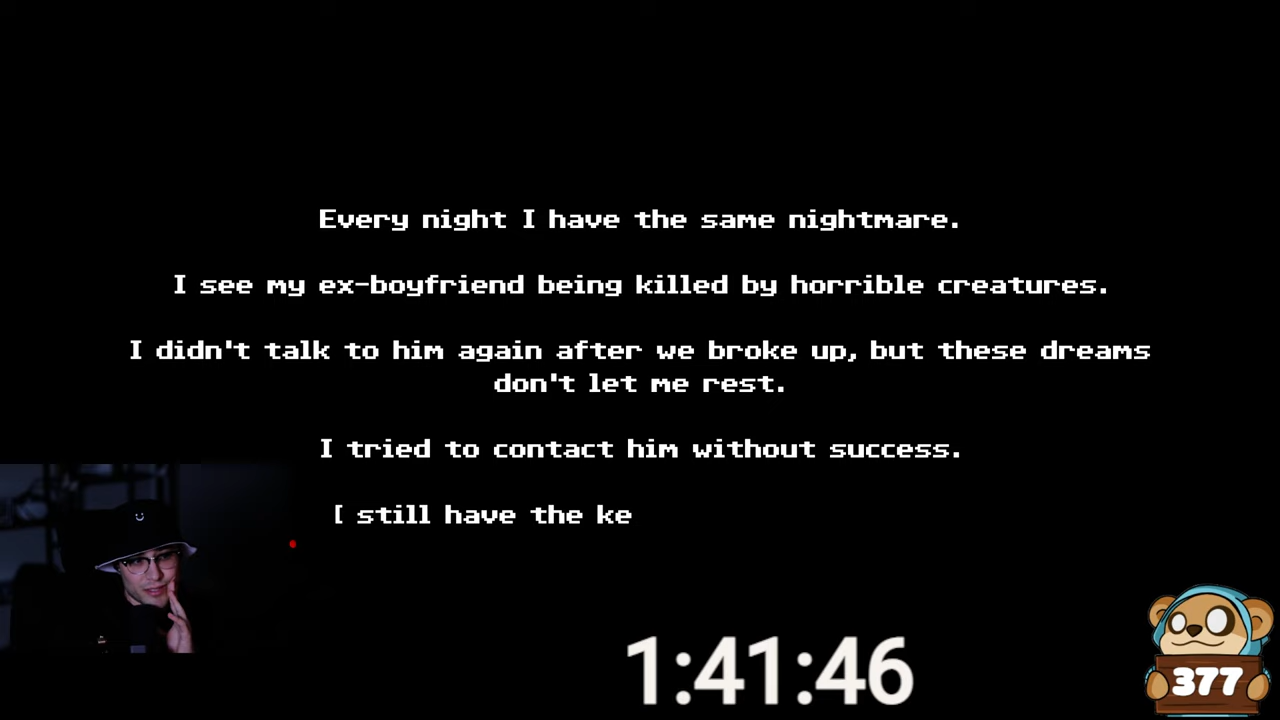 Every night I have the same nightmare.
I see my ex-boyfriend being killed by horrible creatures.
I didn't talk to him again after we broke up, but these dreams
don't let me rest.
I tried to contact him without success.
I still have the ke
1:41:46
377